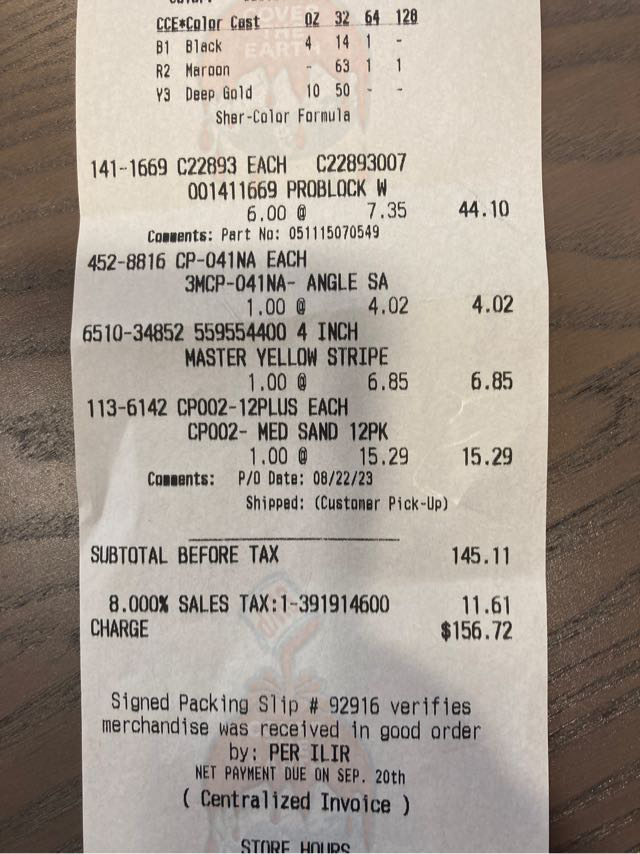 CCE*Color Cast OZ 32 64 128
B1 Black 4 14 1 -
R2 Maroon - 63 1 1
Y3 Deep Gold 10 50 - -
Sher-Color Formula
141-1669 C22893 EACH C22893007
001411669 PROBLOCK W
6.00 @ 7.35 44.10
Comments: Part No: 051115070549
452-8816 CP-041NA EACH
3MCP-041NA- ANGLE SA
1.00 @ 4.02 4.02
6510-34852 559554400 4 INCH
MASTER YELLOW STRIPE
1.00 @ 6.85 6.85
113-6142 CP002-12PLUS EACH
CP002- MED SAND 12PK
1.00 @ 15.29 15.29
Comments: P/O Date: 08/22/23
Shipped: (Customer Pick-Up)
SUBTOTAL BEFORE TAX 145.11
8.000% SALES TAX:1-391914600 11.61
CHARGE $156.72
Signed Packing Slip # 92916 verifies
merchandise was received in good order
by: PER ILIR
NET PAYMENT DUE ON SEP. 20th
( Centralized Invoice )
STORE HOURS